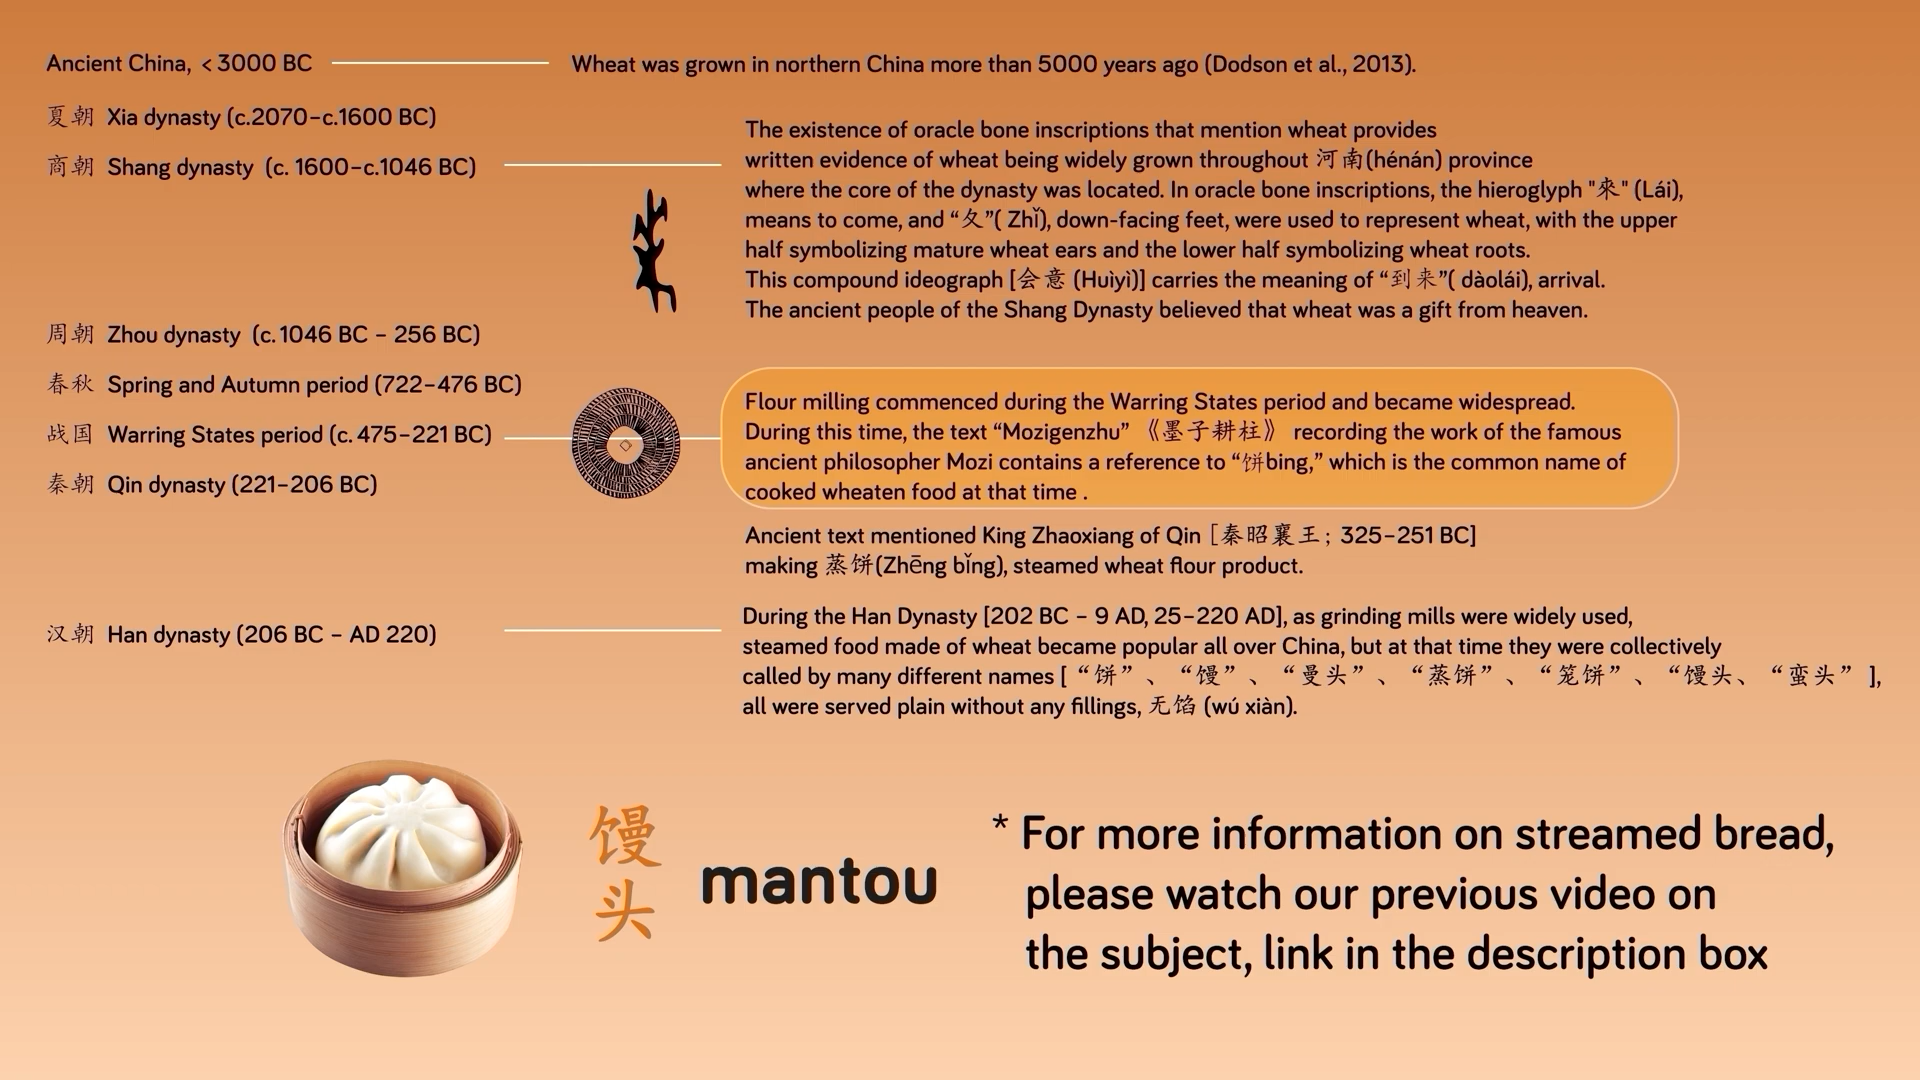 Ancient China, < 3000 BC
Wheat was grown in northern China more than 5000 years ago (Dodson et al., 2013).
夏朝 Xia dynasty (c.2070–c.1600 BC)
商朝 Shang dynasty (c. 1600–c.1046 BC)
The existence of oracle bone inscriptions that mention wheat provides
written evidence of wheat being widely grown throughout 河南(hénán) province
where the core of the dynasty was located. In oracle bone inscriptions, the hieroglyph "來" (Lái),
means to come, and “夂”( Zhǐ), down-facing feet, were used to represent wheat, with the upper
half symbolizing mature wheat ears and the lower half symbolizing wheat roots.
This compound ideograph [会意 (Huìyì)] carries the meaning of “到来”( dàolái), arrival.
The ancient people of the Shang Dynasty believed that wheat was a gift from heaven.
周朝 Zhou dynasty (c. 1046 BC – 256 BC)
春秋 Spring and Autumn period (722–476 BC)
战国 Warring States period (c. 475–221 BC)
秦朝 Qin dynasty (221–206 BC)
Flour milling commenced during the Warring States period and became widespread.
During this time, the text “Mozigenzhu” 《墨子耕柱》 recording the work of the famous
ancient philosopher Mozi contains a reference to “饼bing,” which is the common name of
cooked wheaten food at that time .
Ancient text mentioned King Zhaoxiang of Qin [秦昭襄王; 325–251 BC]
making 蒸饼(Zhēng bǐng), steamed wheat flour product.
汉朝 Han dynasty (206 BC – AD 220)
During the Han Dynasty [202 BC – 9 AD, 25–220 AD], as grinding mills were widely used,
steamed food made of wheat became popular all over China, but at that time they were collectively
called by many different names [ “饼”、“馒”、“曼头”、“蒸饼”、“笼饼”、“馒头、“蛮头” ],
all were served plain without any fillings, 无馅 (wú xiàn).
馒头
mantou
* For more information on streamed bread,
please watch our previous video on
the subject, link in the description box